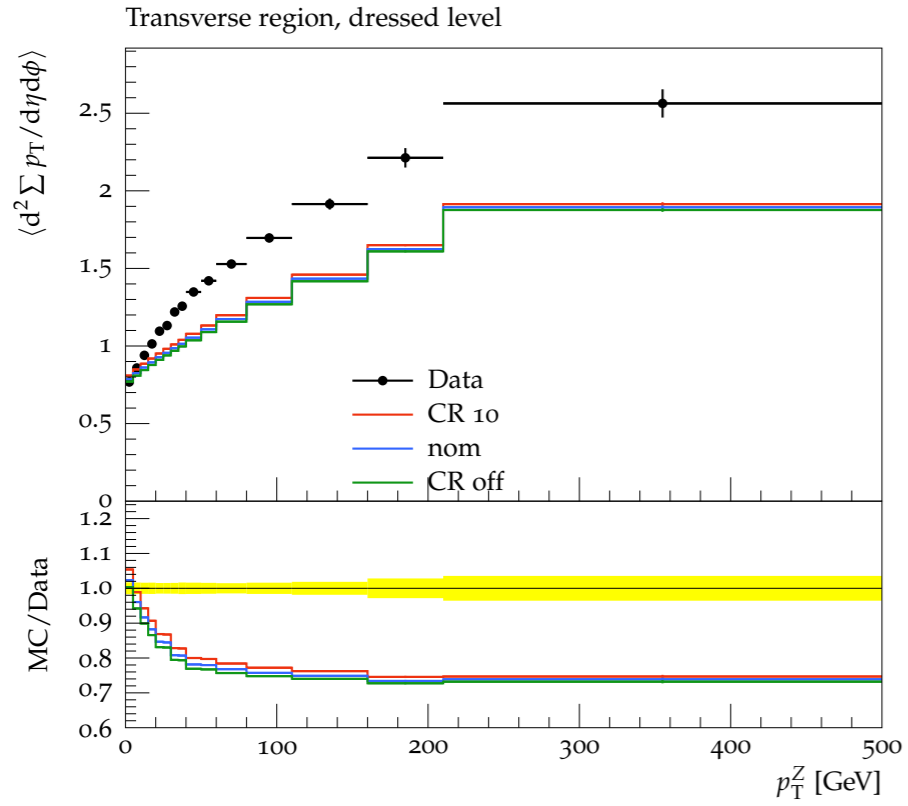 Transverse region, dressed level
⟨d² ∑ p_T/dηdϕ⟩
2.5
2
1.5
1
0.5
0
Data
CR 10
nom
CR off
MC/Data
1.2
1.1
1.0
0.9
0.8
0.7
0.6
0 100 200 300 400 500
p_T^Z [GeV]